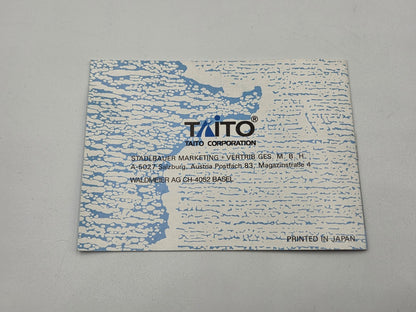 TAITO®
TAITO CORPORATION
STADLBAUER MARKETING + VERTRIB GES. M. B. H.
A-5027 Salzburg, Austria Postfach 83, Magazinstraße 4
WALDMEIER AG CH-4052 BASEL
PRINTED IN JAPAN